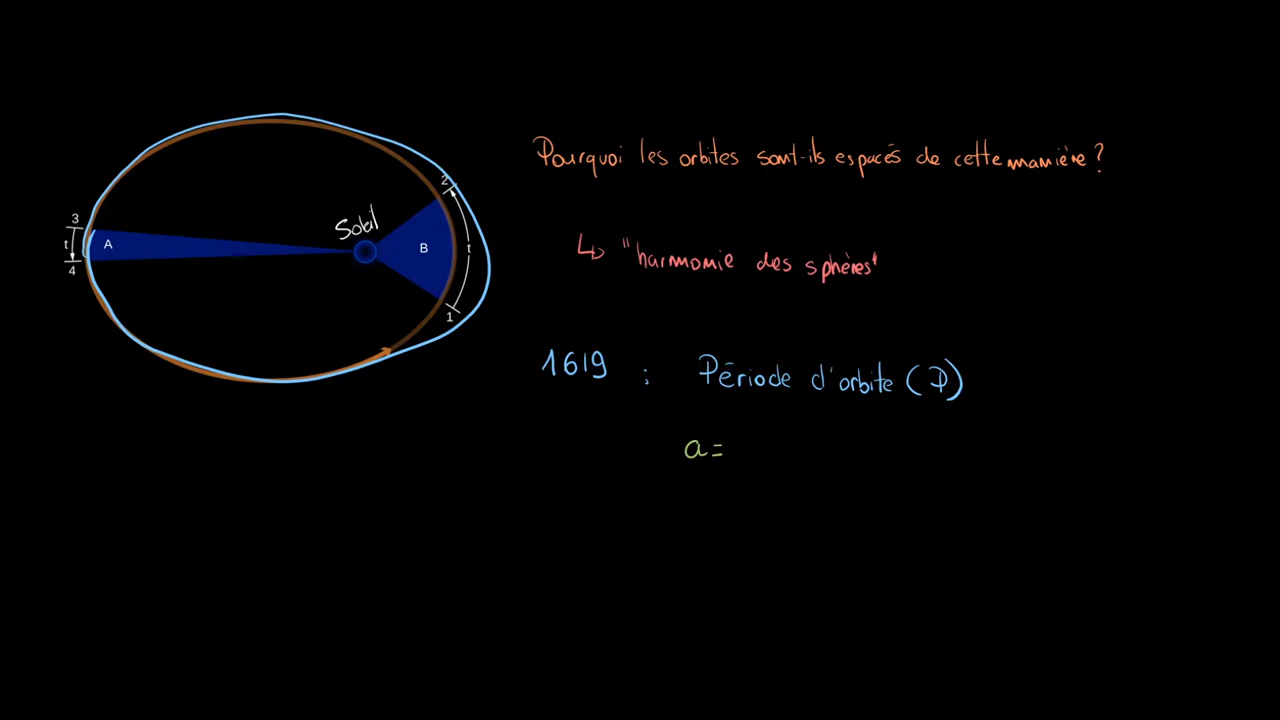 Pourquoi les orbites sont-ils espacés de cette manière ?
2
3
Soleil
t
A
B
t
4
↳ "harmonie des sphères"
1
1619 : Période d'orbite (P)
a =